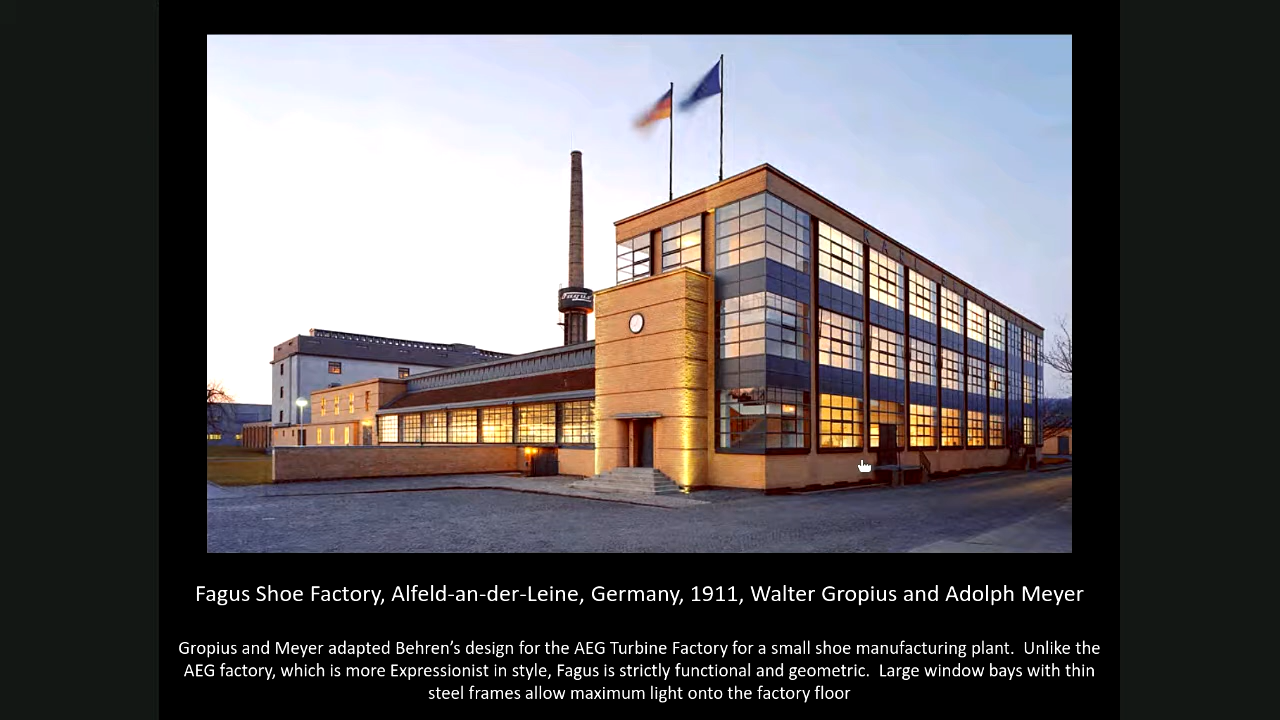 Fagus
Fagus Shoe Factory, Alfeld-an-der-Leine, Germany, 1911, Walter Gropius and Adolph Meyer
Gropius and Meyer adapted Behren’s design for the AEG Turbine Factory for a small shoe manufacturing plant.  Unlike the
AEG factory, which is more Expressionist in style, Fagus is strictly functional and geometric.  Large window bays with thin
steel frames allow maximum light onto the factory floor